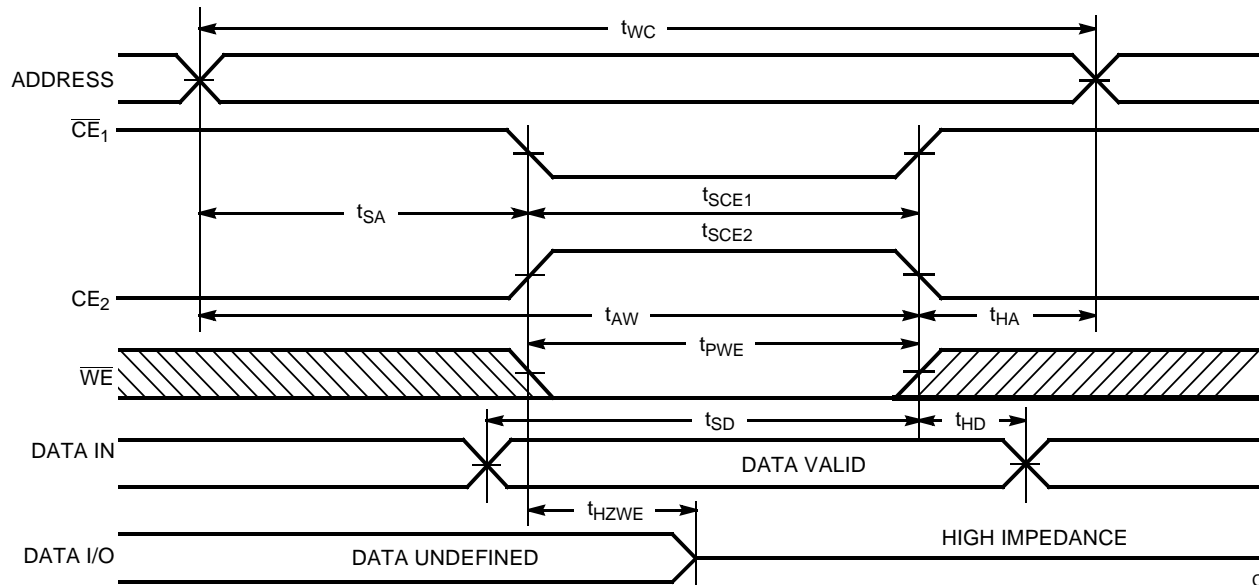 tWC
ADDRESS
CE1
tSA
tSCE1
tSCE2
CE2
tAW
tHA
tPWE
WE
tSD
tHD
DATA IN
DATA VALID
tHZWE
DATA I/O
DATA UNDEFINED
HIGH IMPEDANCE